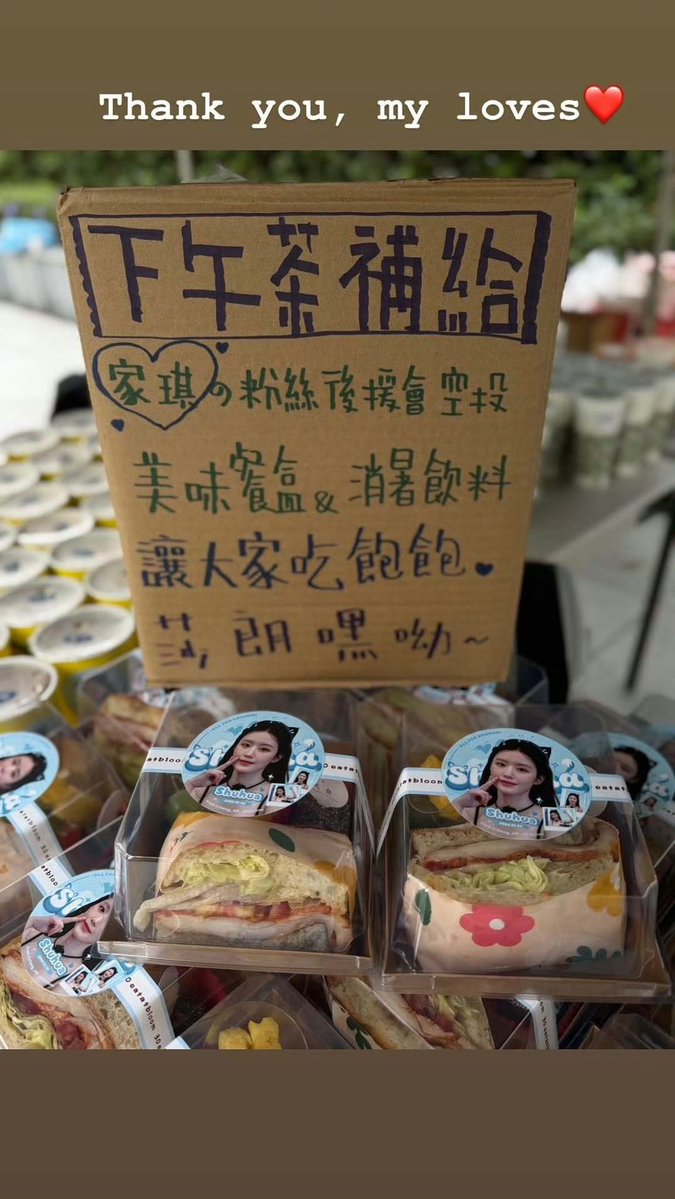 Thank you, my loves❤️
下午茶補給
家琪の粉絲後援會空投
美味餐盒&消暑飲料
讓大家吃飽飽
莎朗嘿呦~
Shuhua
Shuhua
Shuhua
eatatbloom